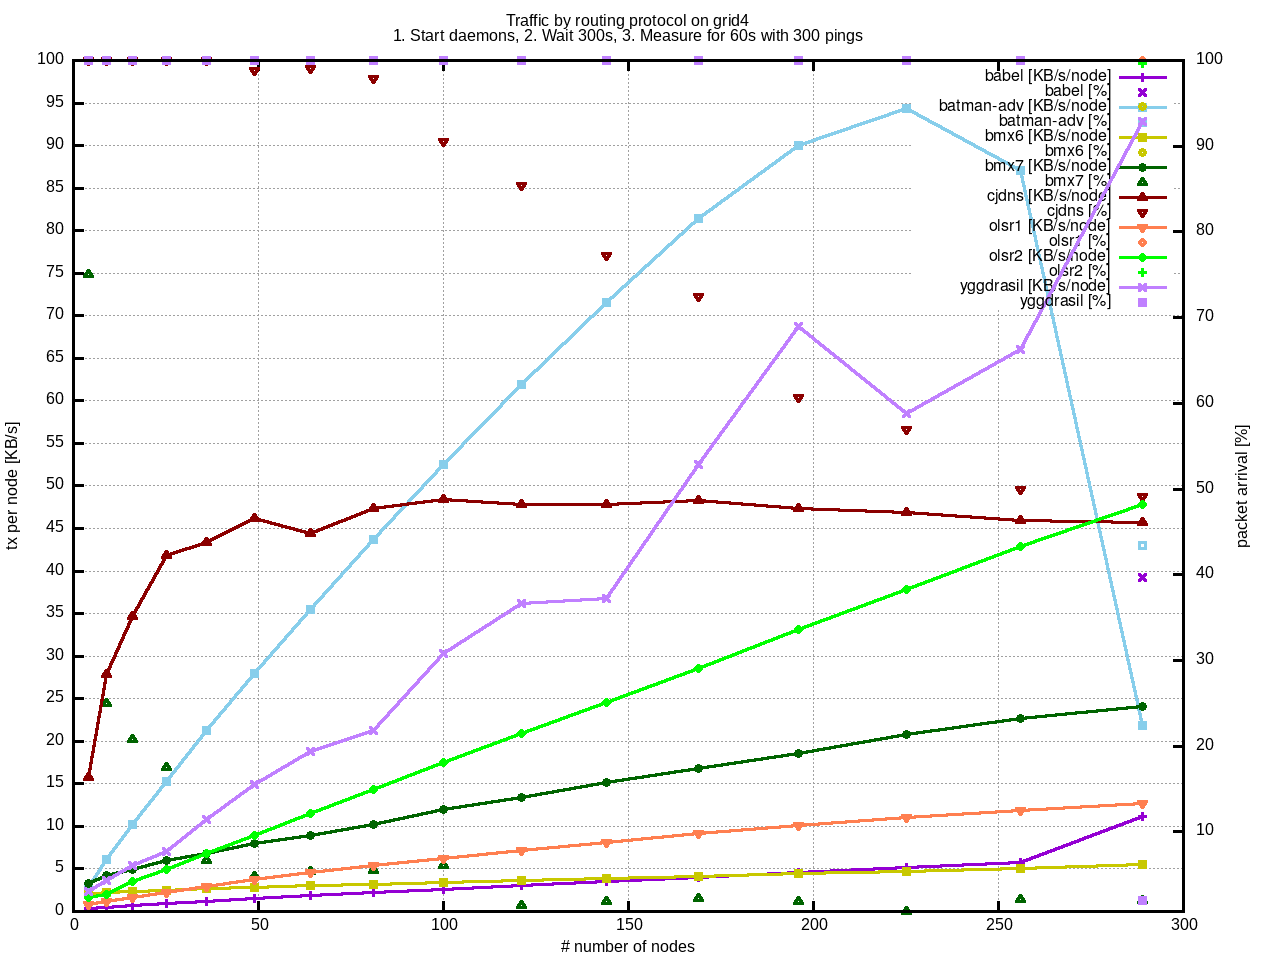 Traffic by routing protocol on grid4
1. Start daemons, 2. Wait 300s, 3. Measure for 60s with 300 pings
100
95
90
85
80
75
70
65
60
55
50
45
40
35
30
25
20
15
10
5
0
tx per node [KB/s]
babel [KB/s/node]
babel [%]
batman-adv [KB/s/node]
batman-adv [%]
bmx6 [KB/s/node]
bmx6 [%]
bmx7 [KB/s/node]
bmx7 [%]
cjdns [KB/s/node]
cjdns [%]
olsr1 [KB/s/node]
olsr1 [%]
olsr2 [KB/s/node]
olsr2 [%]
yggdrasil [KB/s/node]
yggdrasil [%]
100
90
80
70
60
50
40
30
20
10
packet arrival [%]
0 50 100 150 200 250 300
# number of nodes